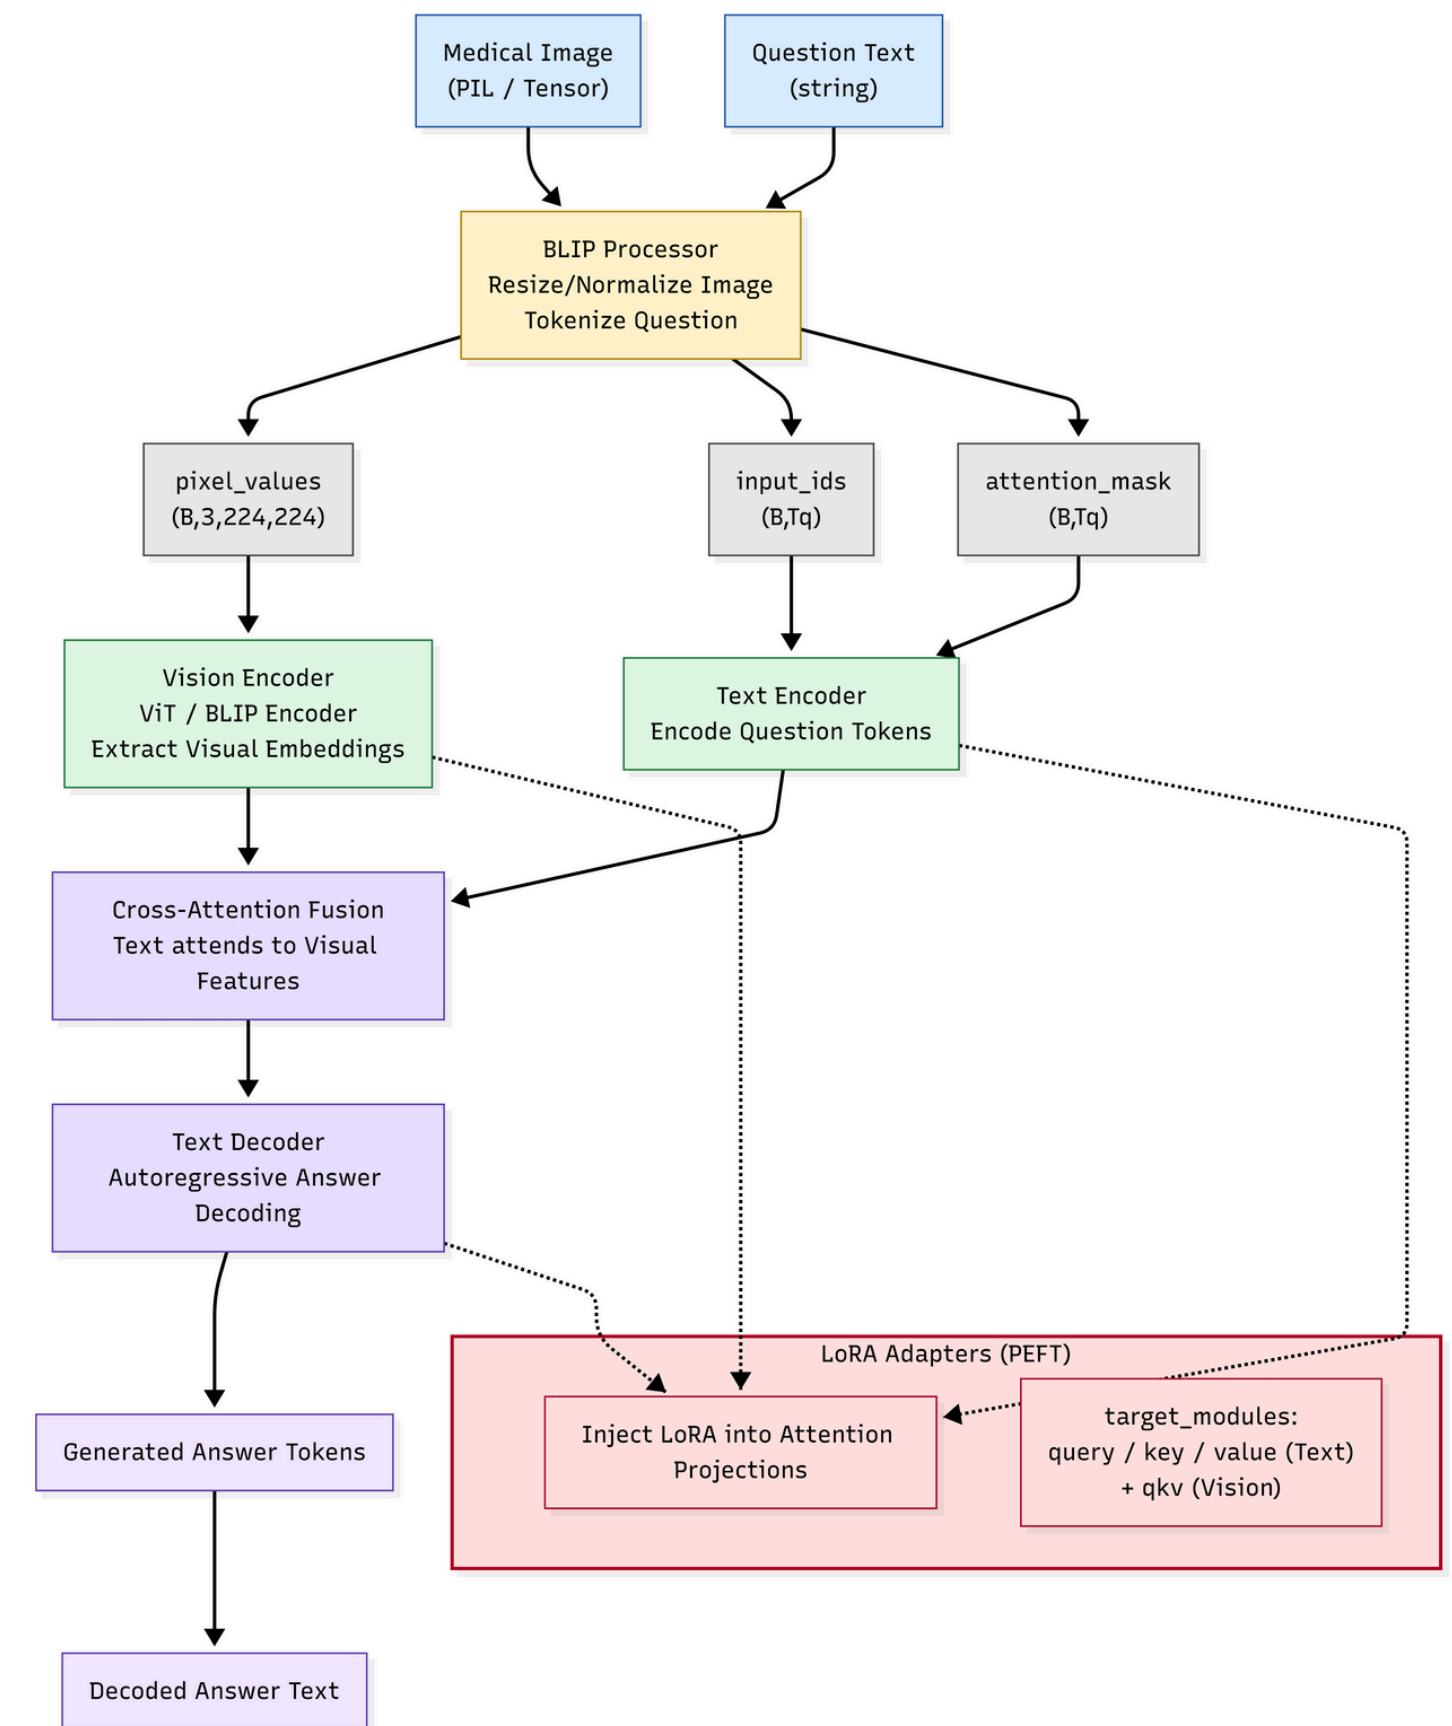 Medical Image
(PIL / Tensor)
Question Text
(string)
BLIP Processor
Resize/Normalize Image
Tokenize Question
pixel_values
(B,3,224,224)
input_ids
(B,Tq)
attention_mask
(B,Tq)
Vision Encoder
ViT / BLIP Encoder
Extract Visual Embeddings
Text Encoder
Encode Question Tokens
Cross-Attention Fusion
Text attends to Visual
Features
Text Decoder
Autoregressive Answer
Decoding
LoRA Adapters (PEFT)
Inject LoRA into Attention
Projections
target_modules:
query / key / value (Text)
+ qkv (Vision)
Generated Answer Tokens
Decoded Answer Text